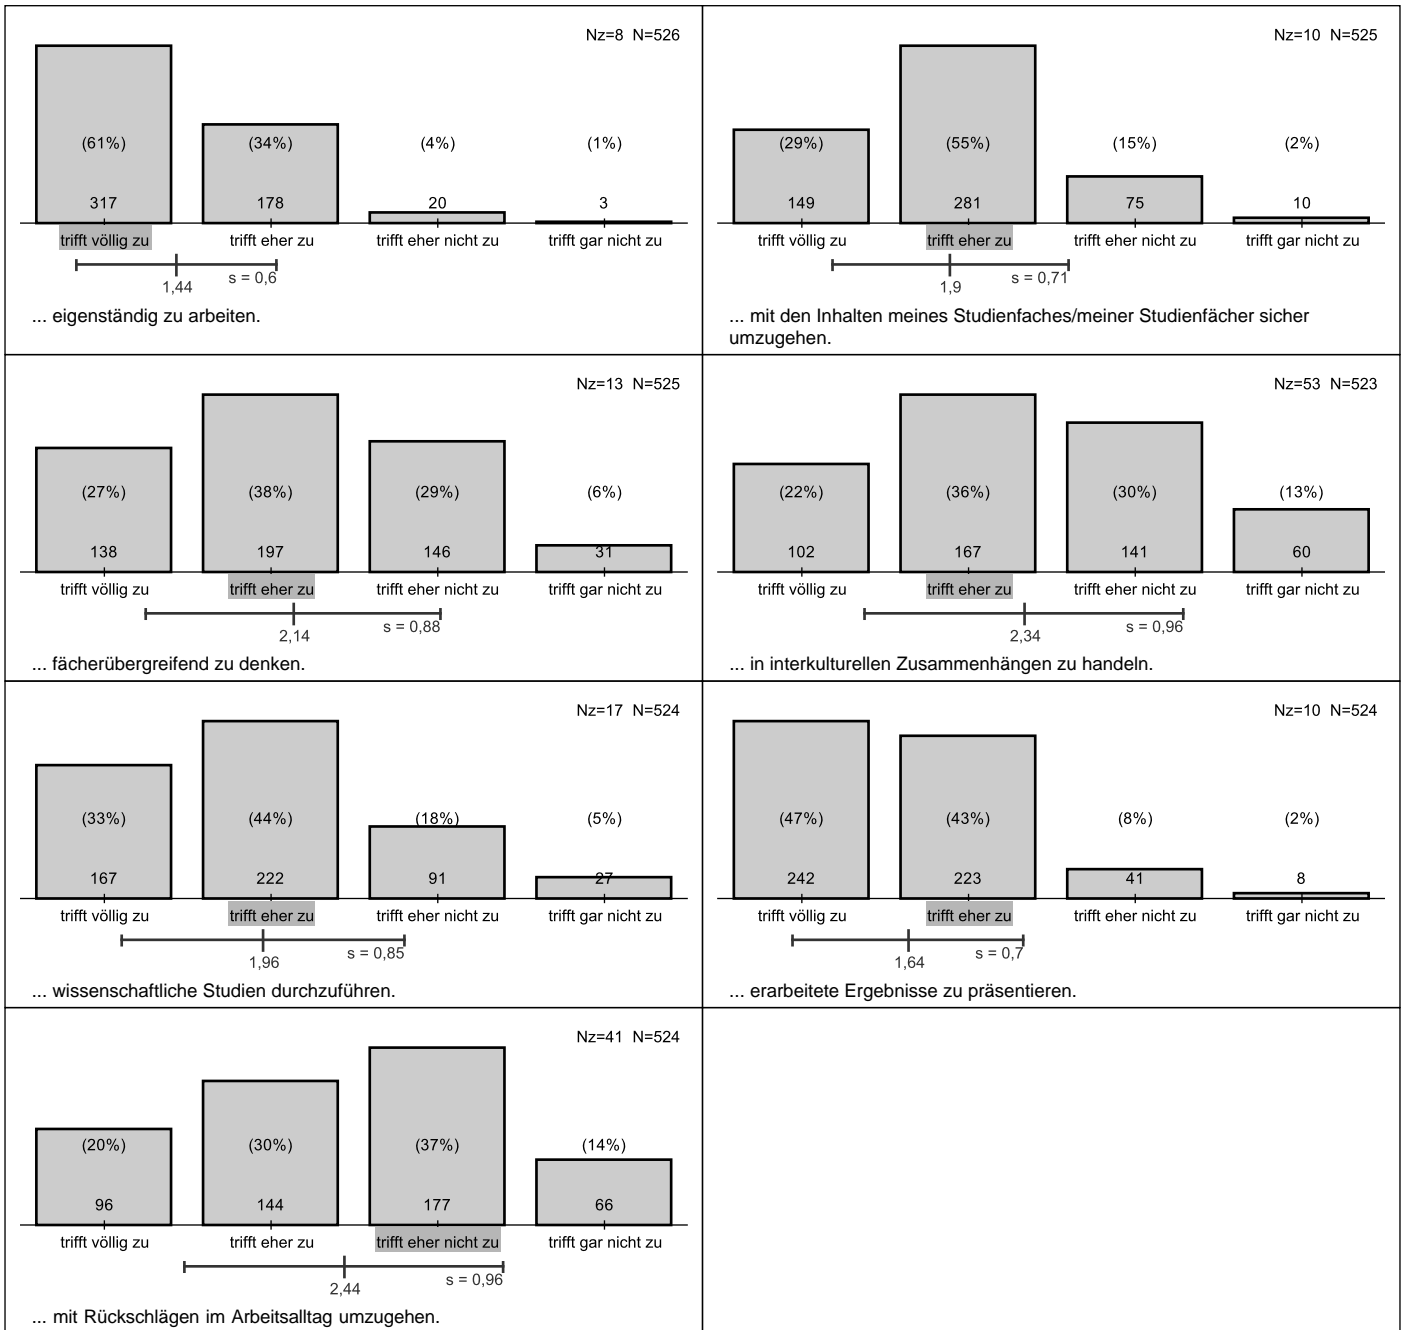 Nz=8 N=526
(61%) (34%) (4%) (1%)
317 178 20 3
trifft völlig zu trifft eher zu trifft eher nicht zu trifft gar nicht zu
s = 0,6
1,44
... eigenständig zu arbeiten.
Nz=10 N=525
(29%) (55%) (15%) (2%)
149 281 75 10
trifft völlig zu trifft eher zu trifft eher nicht zu trifft gar nicht zu
s = 0,71
1,9
... mit den Inhalten meines Studienfaches/meiner Studienfächer sicher
umzugehen.
Nz=13 N=525
(27%) (38%) (29%) (6%)
138 197 146 31
trifft völlig zu trifft eher zu trifft eher nicht zu trifft gar nicht zu
s = 0,88
2,14
... fächerübergreifend zu denken.
Nz=53 N=523
(22%) (36%) (30%) (13%)
102 167 141 60
trifft völlig zu trifft eher zu trifft eher nicht zu trifft gar nicht zu
s = 0,96
2,34
... in interkulturellen Zusammenhängen zu handeln.
Nz=17 N=524
(33%) (44%) (18%) (5%)
167 222 91 27
trifft völlig zu trifft eher zu trifft eher nicht zu trifft gar nicht zu
s = 0,85
1,96
... wissenschaftliche Studien durchzuführen.
Nz=10 N=524
(47%) (43%) (8%) (2%)
242 223 41 8
trifft völlig zu trifft eher zu trifft eher nicht zu trifft gar nicht zu
s = 0,7
1,64
... erarbeitete Ergebnisse zu präsentieren.
Nz=41 N=524
(20%) (30%) (37%) (14%)
96 144 177 66
trifft völlig zu trifft eher zu trifft eher nicht zu trifft gar nicht zu
s = 0,96
2,44
... mit Rückschlägen im Arbeitsalltag umzugehen.